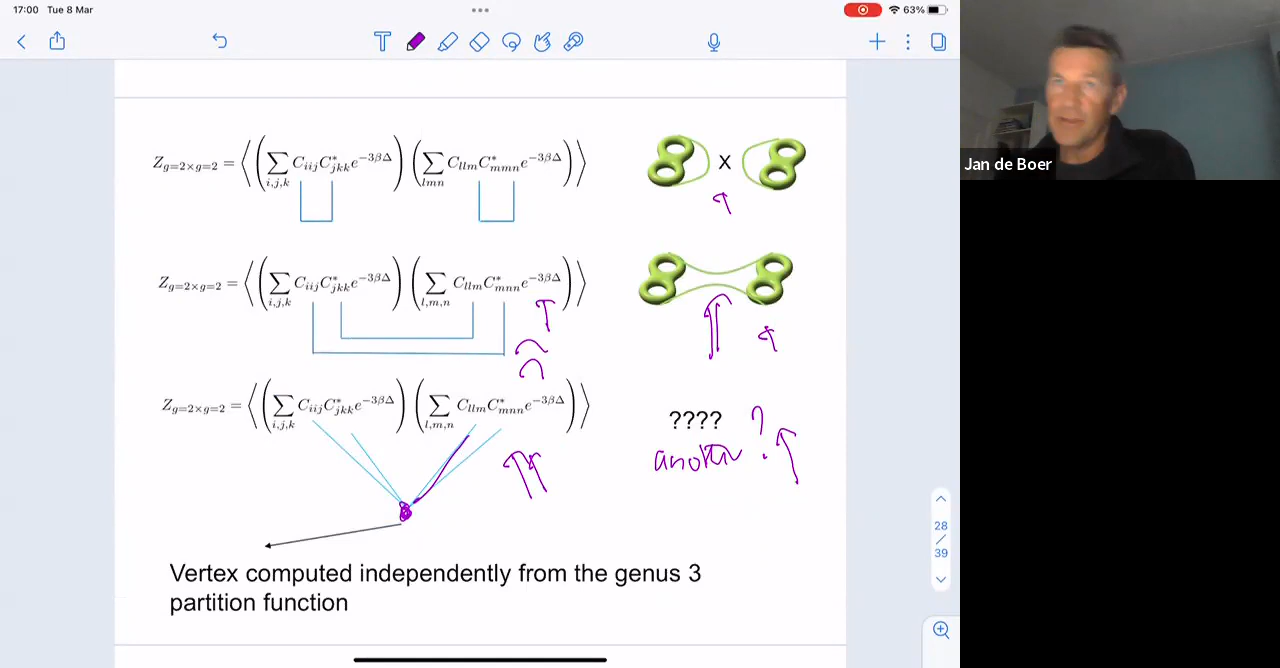 17:00 Tue 8 Mar
63%
Jan de Boer
Z_{g=2×g=2} = ⟨(∑_{i,j,k} C_{iij}C^*_{jkk}e^{-3βΔ}) (∑_{lmn} C_{llm}C^*_{mmn}e^{-3βΔ})⟩
X
Z_{g=2×g=2} = ⟨(∑_{i,j,k} C_{iij}C^*_{jkk}e^{-3βΔ}) (∑_{l,m,n} C_{llm}C^*_{mnn}e^{-3βΔ})⟩
Z_{g=2×g=2} = ⟨(∑_{i,j,k} C_{iij}C^*_{jkk}e^{-3βΔ}) (∑_{l,m,n} C_{llm}C^*_{mnn}e^{-3βΔ})⟩
???? ?
another ?
28
/
39
Vertex computed independently from the genus 3
partition function